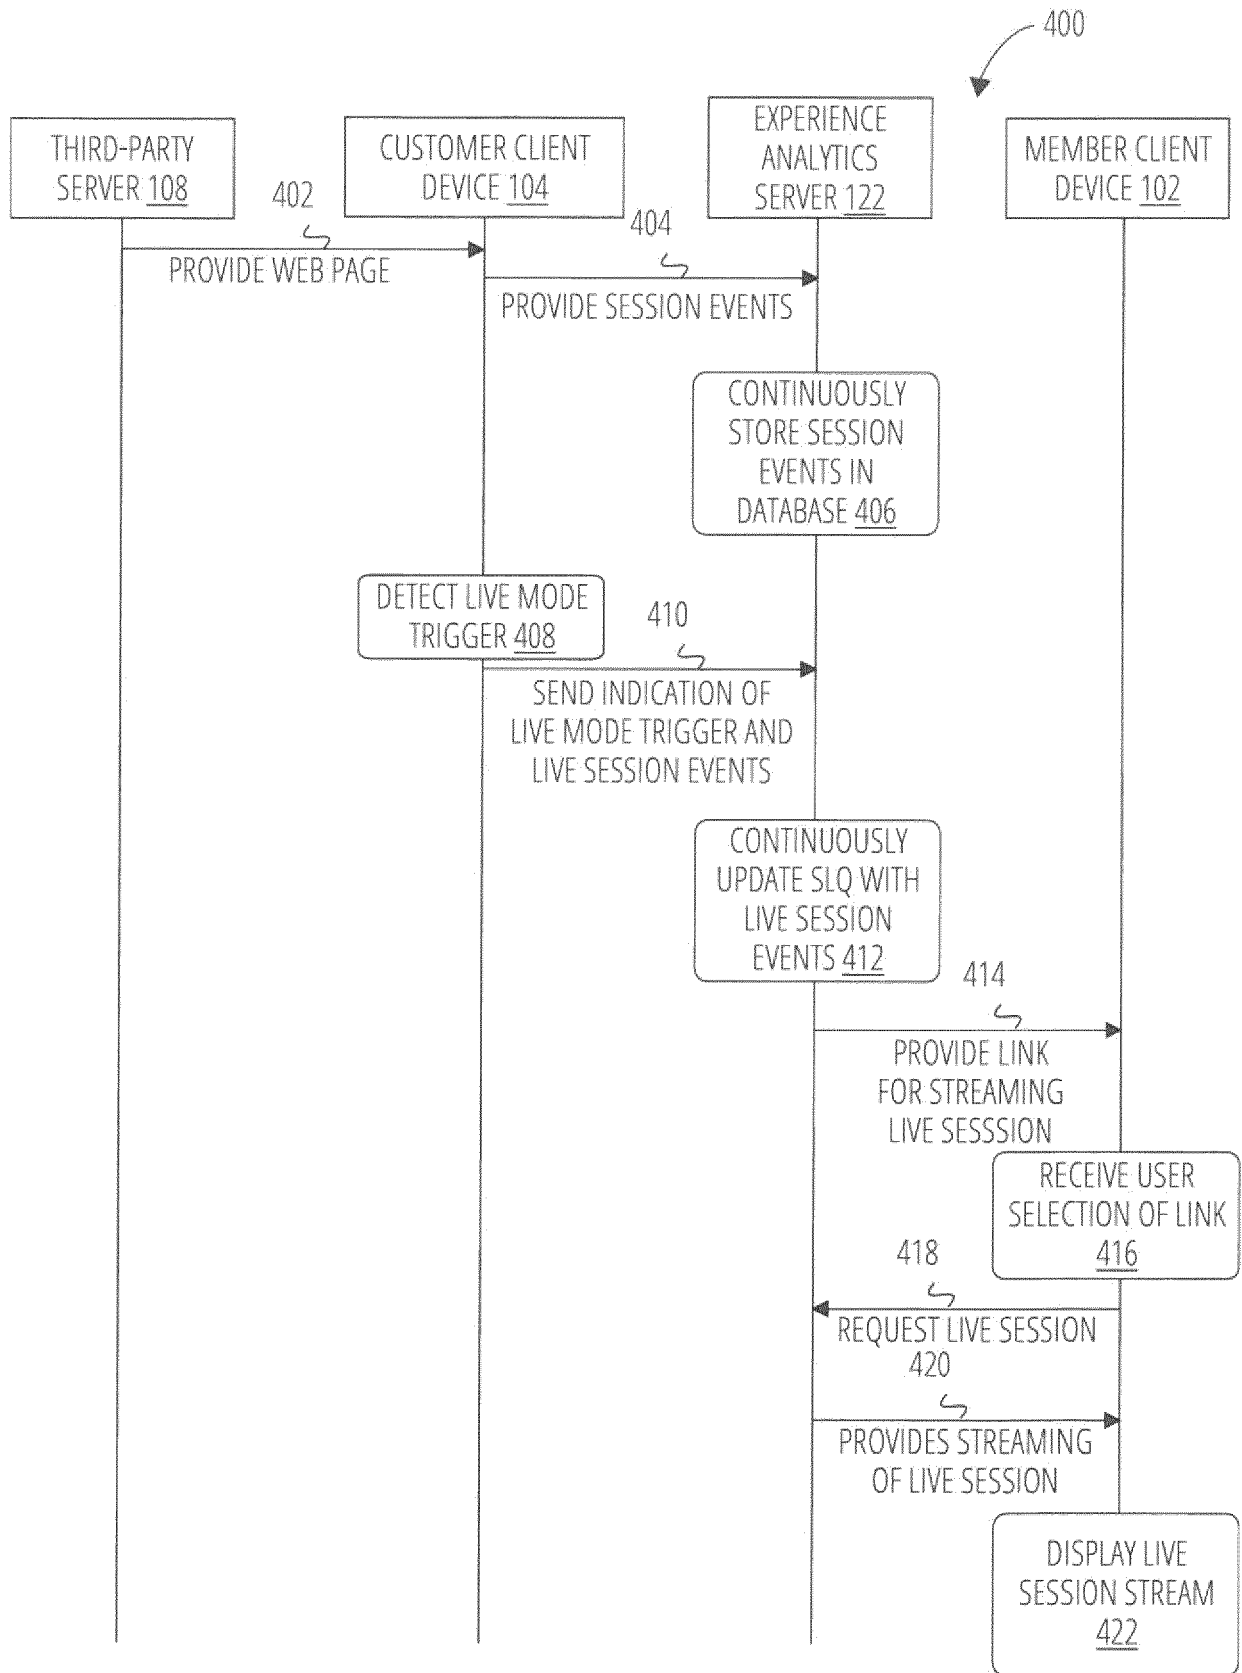 400
THIRD-PARTY
SERVER 108
CUSTOMER CLIENT
DEVICE 104
EXPERIENCE
ANALYTICS
SERVER 122
MEMBER CLIENT
DEVICE 102
402
PROVIDE WEB PAGE
404
PROVIDE SESSION EVENTS
CONTINUOUSLY
STORE SESSION
EVENTS IN
DATABASE 406
DETECT LIVE MODE
TRIGGER 408
410
SEND INDICATION OF
LIVE MODE TRIGGER AND
LIVE SESSION EVENTS
CONTINUOUSLY
UPDATE SLQ WITH
LIVE SESSION
EVENTS 412
414
PROVIDE LINK
FOR STREAMING
LIVE SESSSION
RECEIVE USER
SELECTION OF LINK
416
418
REQUEST LIVE SESSION
420
PROVIDES STREAMING
OF LIVE SESSION
DISPLAY LIVE
SESSION STREAM
422